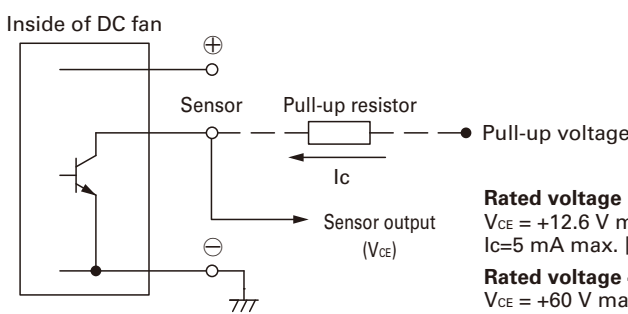 Inside of DC fan
⊕
Sensor
Pull-up resistor
Pull-up voltage
Ic
Sensor output
(VCE)
⊖
Rated voltage
VCE = +12.6 V
Ic=5 mA max.
Rated voltage
VCE = +60 V